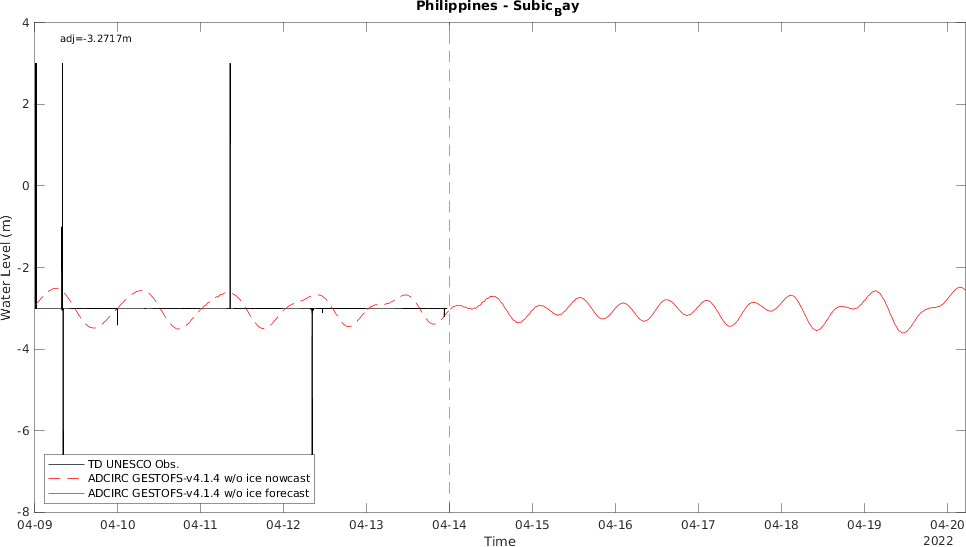 Philippines - SubicBay
adj=-3.2717m
4
2
0
-2
-4
-6
-8
Water Level (m)
TD UNESCO Obs.
ADCIRC GESTOFS-v4.1.4 w/o ice nowcast
ADCIRC GESTOFS-v4.1.4 w/o ice forecast
04-09 04-10 04-11 04-12 04-13 04-14 04-15 04-16 04-17 04-18 04-19 04-20
Time
2022